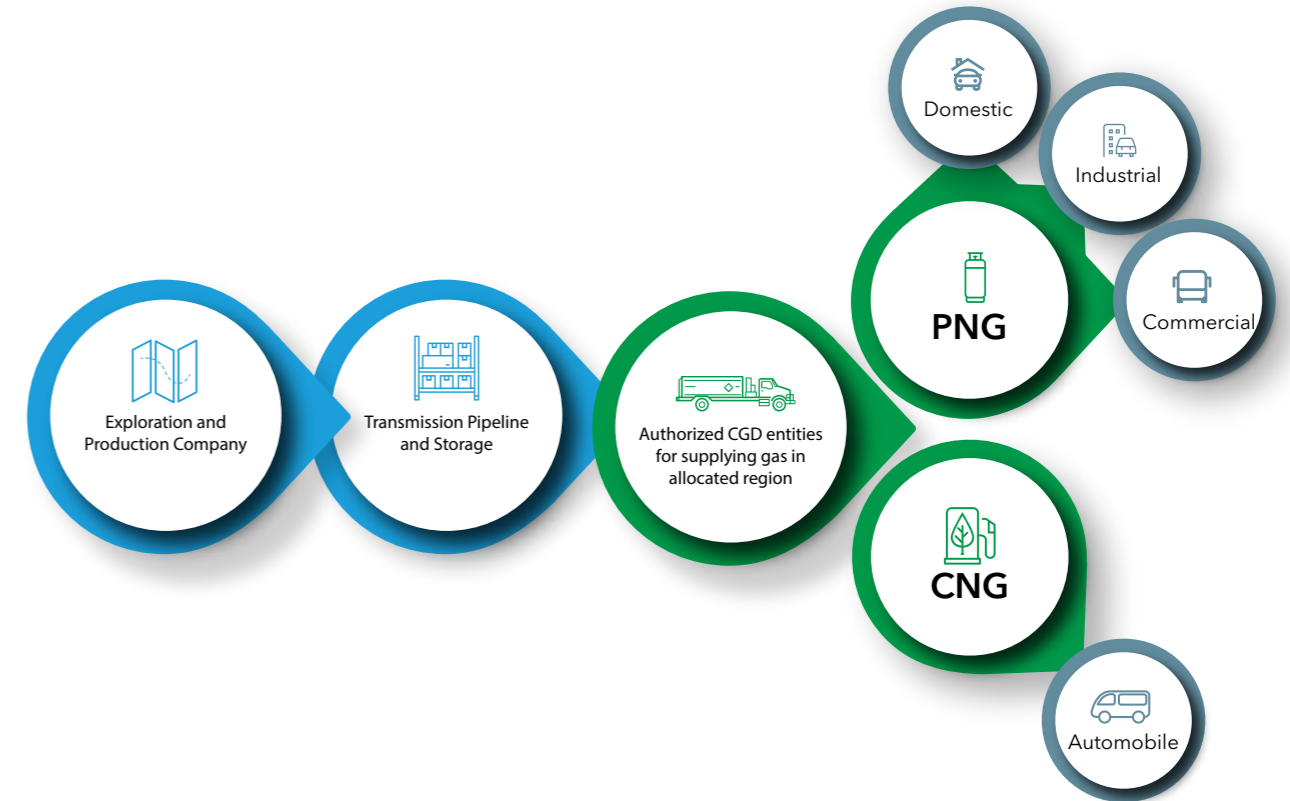 Exploration and
Production Company
Transmission Pipeline
and Storage
Authorized CGD entities
for supplying gas in
allocated region
PNG
Domestic
Industrial
Commercial
CNG
Automobile